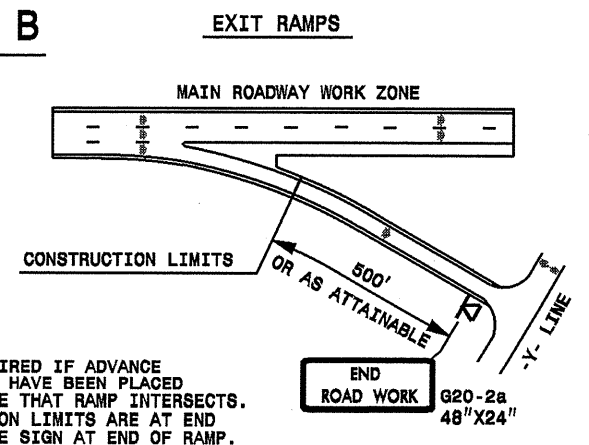 B
EXIT RAMPS
MAIN ROADWAY WORK ZONE
CONSTRUCTION LIMITS
500'
OR AS ATTAINABLE
-Y- LINE
END
ROAD WORK
G20-2a
48"X24"
IRED IF ADVANCE
HAVE BEEN PLACED
E THAT RAMP INTERSECTS.
ON LIMITS ARE AT END
E SIGN AT END OF RAMP.